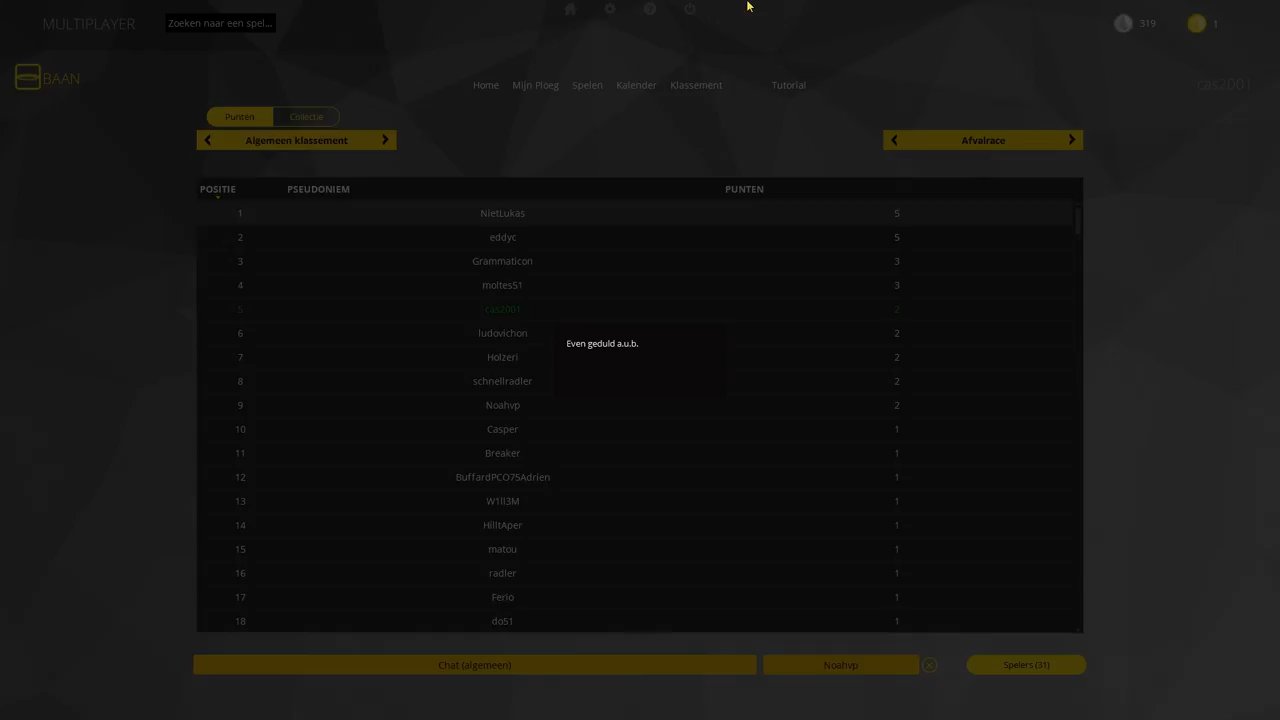 MULTIPLAYER
Zoeken naar een spel...
319
1
BAAN
Home
Mijn Ploeg
Spelen
Kalender
Klassement
Tutorial
cas2001
Punten
Collectie
Algemeen klassement
Afvalrace
POSITIE PSEUDONIEM PUNTEN
1 NietLukas 5
2 eddyc 5
3 Grammaticon 3
4 moltes51 3
5 cas2001 2
6 ludovichon 2
7 Holzeri 2
8 schnellradler 2
9 Noahvp 2
10 Casper 1
11 Breaker 1
12 BuffardPCO75Adrien 1
13 W1ll3M 1
14 HilltAper 1
15 matou 1
16 radler 1
17 Ferio 1
18 do51 1
Even geduld a.u.b.
Chat (algemeen)
Noahvp
Spelers (31)